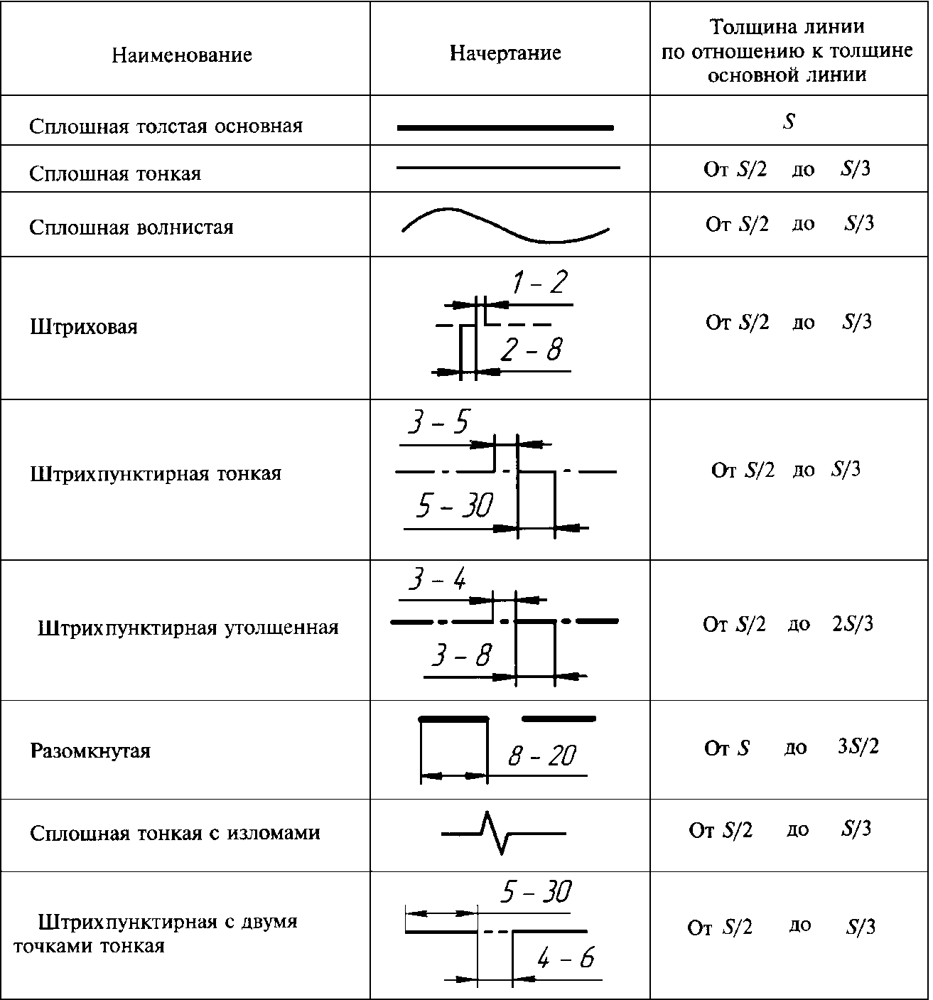 Наименование
Начертание
Толщина линии
по отношению к толщине
основной линии
Сплошная толстая основная
S
Сплошная тонкая
От S/2 до S/3
Сплошная волнистая
От S/2 до S/3
Штриховая
1 – 2
2 – 8
От S/2 до S/3
Штрихпунктирная тонкая
3 – 5
5 – 30
От S/2 до S/3
Штрихпунктирная утолщенная
3 – 4
3 – 8
От S/2 до 2S/3
Разомкнутая
8 – 20
От S до 3S/2
Сплошная тонкая с изломами
От S/2 до S/3
Штрихпунктирная с двумя
точками тонкая
5 – 30
4 – 6
От S/2 до S/3